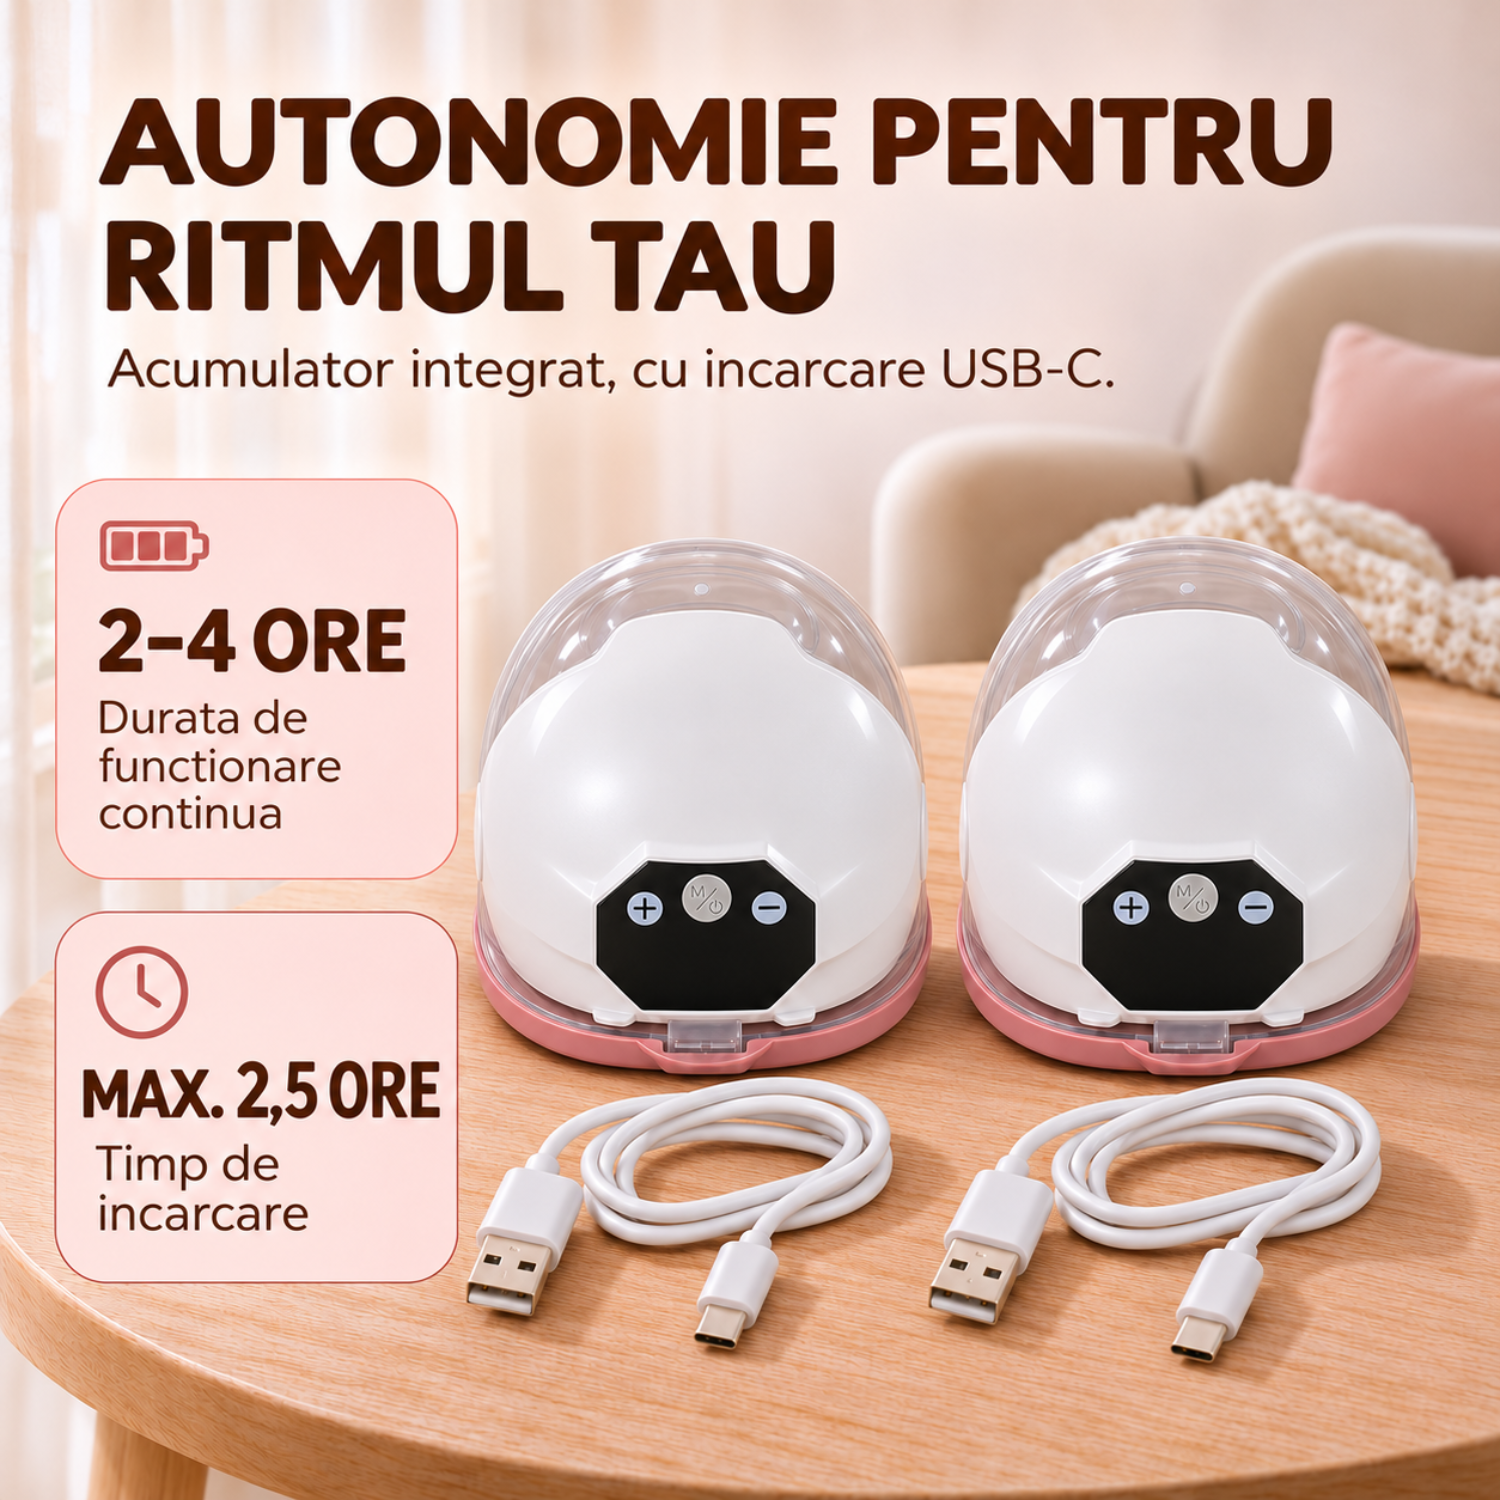 AUTONOMIE PENTRU
RITMUL TAU
Acumulator integrat, cu incarcare USB-C.
2-4 ORE
Durata de
functionare
continua
MAX. 2,5 ORE
Timp de
incarcare
+ M/⏻ −
+ M/⏻ −